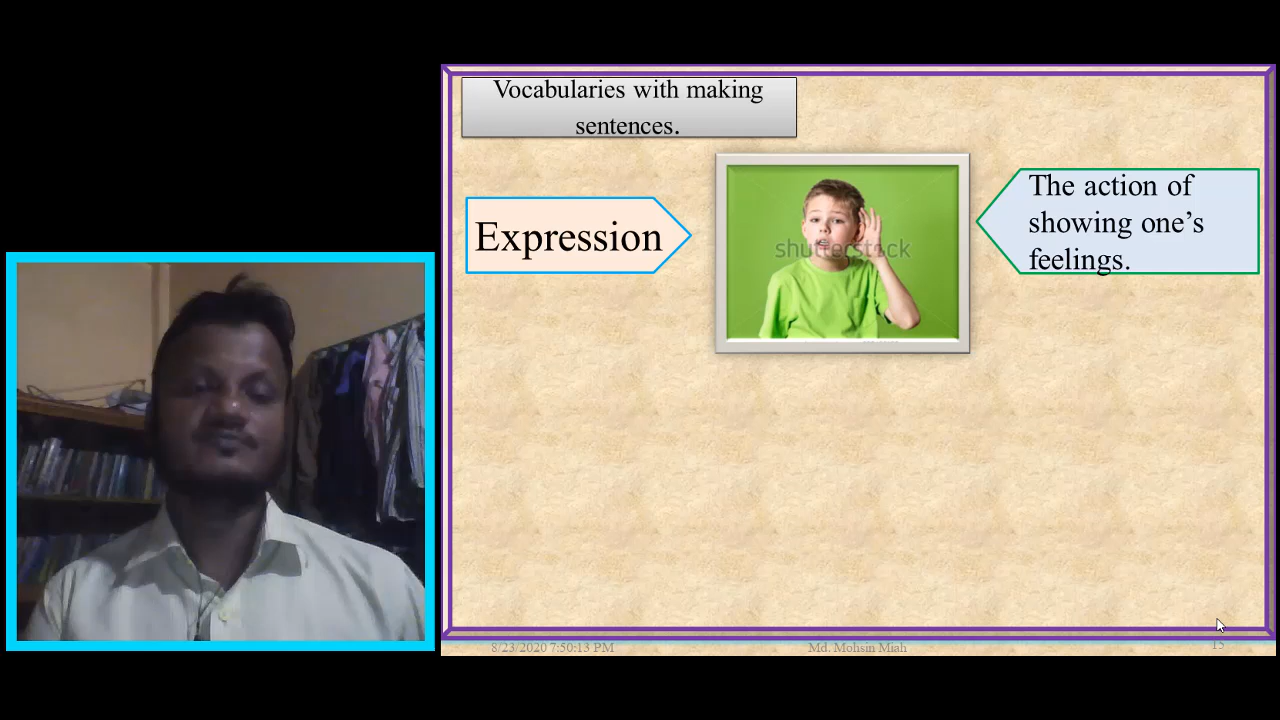 Vocabularies with making
sentences.
Expression
shutterstock
The action of
showing one’s
feelings.
8/23/2020 7:50:13 PM
Md. Mohsin Miah
15